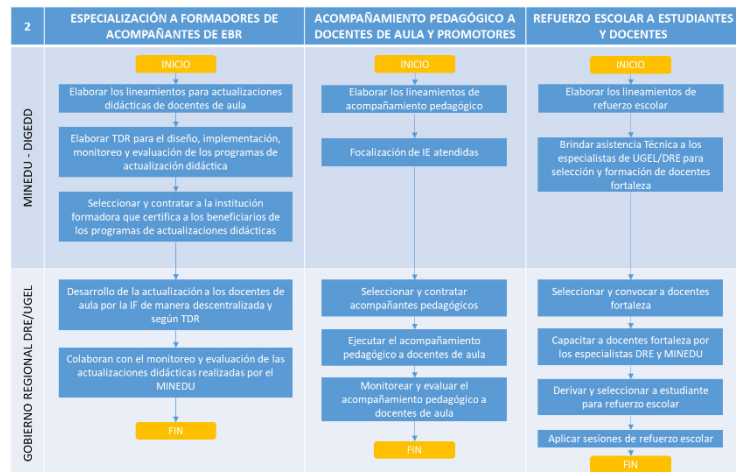 2
ESPECIALIZACIÓN A FORMADORES DE
ACOMPAÑANTES DE EBR
ACOMPAÑAMIENTO PEDAGÓGICO A
DOCENTES DE AULA Y PROMOTORES
REFUERZO ESCOLAR A ESTUDIANTES
Y DOCENTES
MINEDU - DIGEDD
INICIO
Elaborar los lineamientos para actualizaciones
didácticas de docentes de aula
Elaborar TDR para el diseño, implementación,
monitoreo y evaluación de los programas de
actualización didáctica
Seleccionar y contratar a la institución
formadora que certifica a los beneficiarios de
los programas de actualizaciones didácticas
INICIO
Elaborar los lineamientos de
acompañamiento pedagógico
Focalización de IE atendidas
INICIO
Elaborar los lineamientos de
refuerzo escolar
Brindar asistencia Técnica a los
especialistas de UGEL/DRE para
selección y formación de docentes
fortaleza
GOBIERNO REGIONAL DRE/UGEL
Desarrollo de la actualización a los docentes de
aula por la IF de manera descentralizada y
según TDR
Colaboran con el monitoreo y evaluación de las
actualizaciones didácticas realizadas por el
MINEDU
FIN
Seleccionar y contratar
acompañantes pedagógicos
Ejecutar el acompañamiento
pedagógico a docentes de aula
Monitorear y evaluar el
acompañamiento pedagógico a
docentes de aula
FIN
Seleccionar y convocar a docentes
fortaleza
Capacitar a docentes fortaleza por
los especialistas DRE y MINEDU
Derivar y seleccionar a estudiante
para refuerzo escolar
Aplicar sesiones de refuerzo escolar
FIN